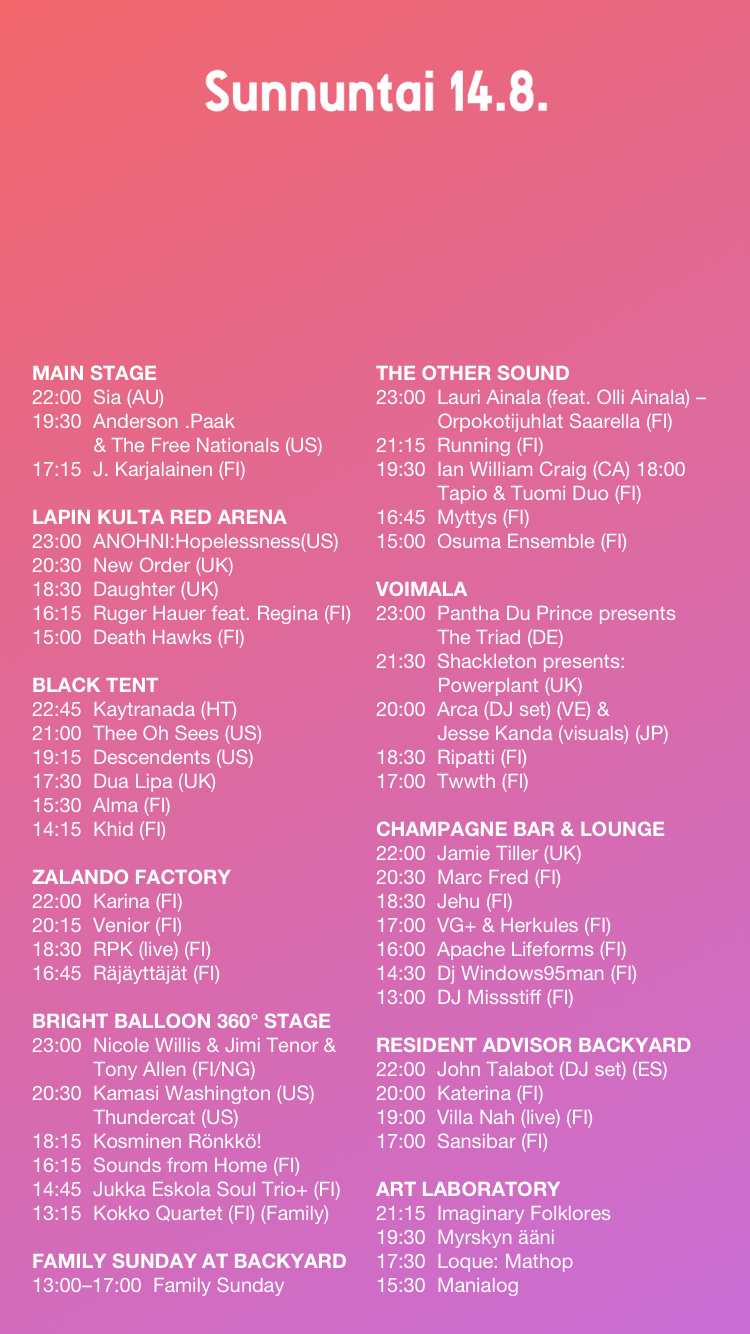 Sunnuntai 14.8.
MAIN STAGE
22:00 Sia (AU)
19:30 Anderson .Paak
& The Free Nationals (US)
17:15 J. Karjalainen (FI)
LAPIN KULTA RED ARENA
23:00 ANOHNI:Hopelessness(US)
20:30 New Order (UK)
18:30 Daughter (UK)
16:15 Ruger Hauer feat. Regina (FI)
15:00 Death Hawks (FI)
BLACK TENT
22:45 Kaytranada (HT)
21:00 Thee Oh Sees (US)
19:15 Descendents (US)
17:30 Dua Lipa (UK)
15:30 Alma (FI)
14:15 Khid (FI)
ZALANDO FACTORY
22:00 Karina (FI)
20:15 Venior (FI)
18:30 RPK (live) (FI)
16:45 Räjäyttäjät (FI)
BRIGHT BALLOON 360° STAGE
23:00 Nicole Willis & Jimi Tenor &
Tony Allen (FI/NG)
20:30 Kamasi Washington (US)
Thundercat (US)
18:15 Kosminen Rönkkö!
16:15 Sounds from Home (FI)
14:45 Jukka Eskola Soul Trio+ (FI)
13:15 Kokko Quartet (FI) (Family)
FAMILY SUNDAY AT BACKYARD
13:00–17:00 Family Sunday
THE OTHER SOUND
23:00 Lauri Ainala (feat. Olli Ainala) –
Orpokotijuhlat Saarella (FI)
21:15 Running (FI)
19:30 Ian William Craig (CA) 18:00
Tapio & Tuomi Duo (FI)
16:45 Myttys (FI)
15:00 Osuma Ensemble (FI)
VOIMALA
23:00 Pantha Du Prince presents
The Triad (DE)
21:30 Shackleton presents:
Powerplant (UK)
20:00 Arca (DJ set) (VE) &
Jesse Kanda (visuals) (JP)
18:30 Ripatti (FI)
17:00 Twwth (FI)
CHAMPAGNE BAR & LOUNGE
22:00 Jamie Tiller (UK)
20:30 Marc Fred (FI)
18:30 Jehu (FI)
17:00 VG+ & Herkules (FI)
16:00 Apache Lifeforms (FI)
14:30 Dj Windows95man (FI)
13:00 DJ Missstiff (FI)
RESIDENT ADVISOR BACKYARD
22:00 John Talabot (DJ set) (ES)
20:00 Katerina (FI)
19:00 Villa Nah (live) (FI)
17:00 Sansibar (FI)
ART LABORATORY
21:15 Imaginary Folklores
19:30 Myrskyn ääni
17:30 Loque: Mathop
15:30 Manialog